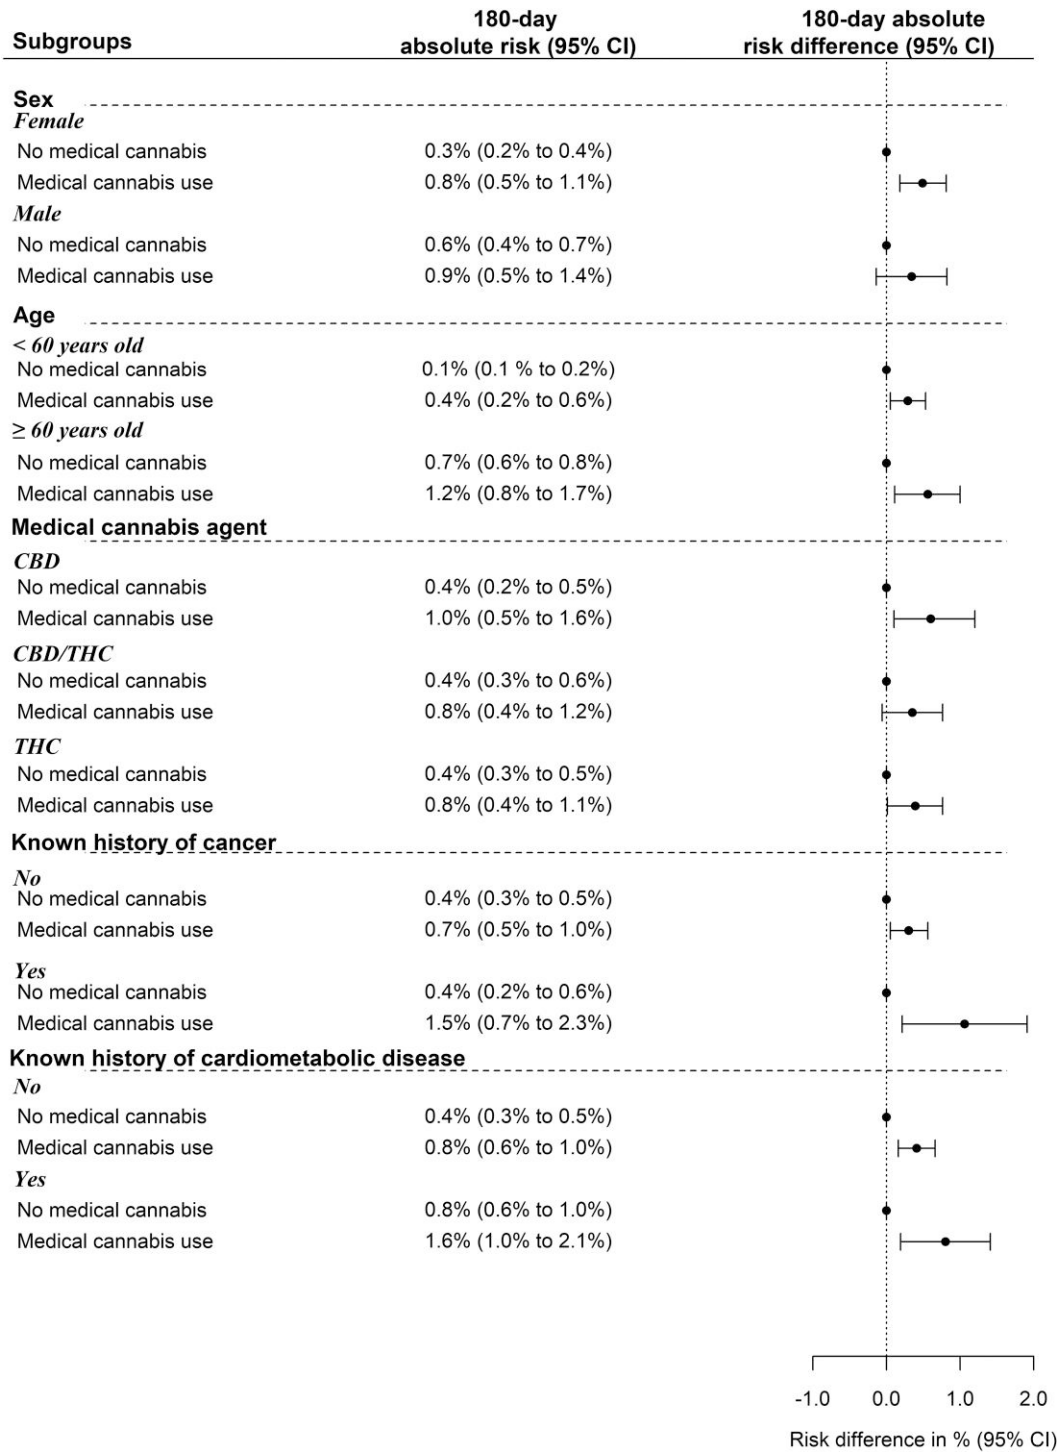 Subgroups 180-day absolute risk (95% CI) 180-day absolute risk difference (95% CI)
Sex
Female
No medical cannabis 0.3% (0.2% to 0.4%)
Medical cannabis use 0.8% (0.5% to 1.1%)
Male
No medical cannabis 0.6% (0.4% to 0.7%)
Medical cannabis use 0.9% (0.5% to 1.4%)
Age
< 60 years old
No medical cannabis 0.1% (0.1 % to 0.2%)
Medical cannabis use 0.4% (0.2% to 0.6%)
≥ 60 years old
No medical cannabis 0.7% (0.6% to 0.8%)
Medical cannabis use 1.2% (0.8% to 1.7%)
Medical cannabis agent
CBD
No medical cannabis 0.4% (0.2% to 0.5%)
Medical cannabis use 1.0% (0.5% to 1.6%)
CBD/THC
No medical cannabis 0.4% (0.3% to 0.6%)
Medical cannabis use 0.8% (0.4% to 1.2%)
THC
No medical cannabis 0.4% (0.3% to 0.5%)
Medical cannabis use 0.8% (0.4% to 1.1%)
Known history of cancer
No
No medical cannabis 0.4% (0.3% to 0.5%)
Medical cannabis use 0.7% (0.5% to 1.0%)
Yes
No medical cannabis 0.4% (0.2% to 0.6%)
Medical cannabis use 1.5% (0.7% to 2.3%)
Known history of cardiometabolic disease
No
No medical cannabis 0.4% (0.3% to 0.5%)
Medical cannabis use 0.8% (0.6% to 1.0%)
Yes
No medical cannabis 0.8% (0.6% to 1.0%)
Medical cannabis use 1.6% (1.0% to 2.1%)
-1.0 0.0 1.0 2.0
Risk difference in % (95% CI)